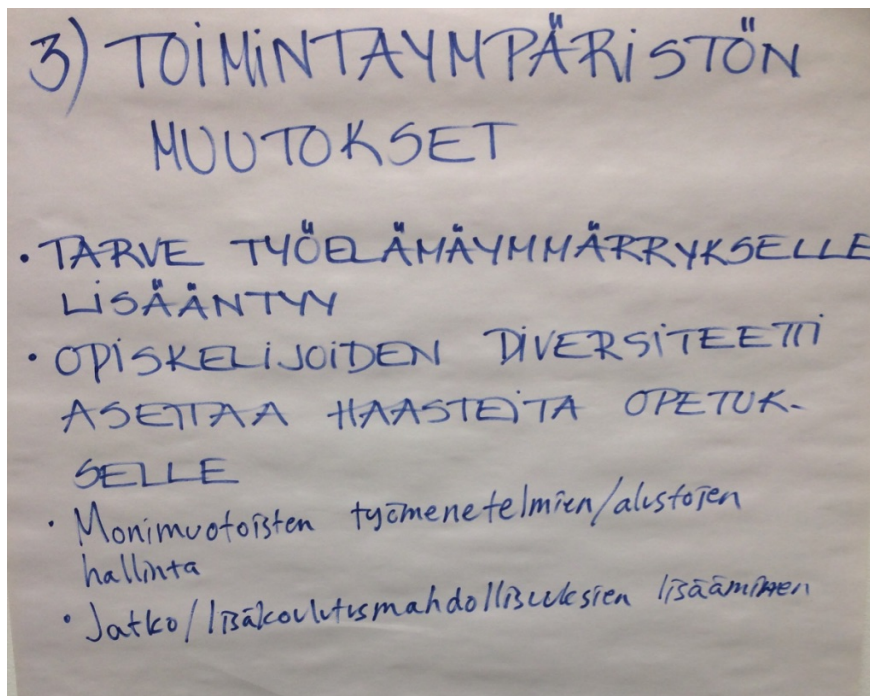 3) TOIMINTAYMPÄRISTÖN
MUUTOKSET
• TARVE TYÖELÄMÄYMMÄRRYKSELLE
LISÄÄNTYY
• OPISKELIJOIDEN DIVERSITEETTI
ASETTAA HAASTEITA OPETUK-
SELLE
• Monimuotoisten työmenetelmien/alustojen
hallinta
• Jatko/lisäkoulutusmahdollisuuksien lisääminen